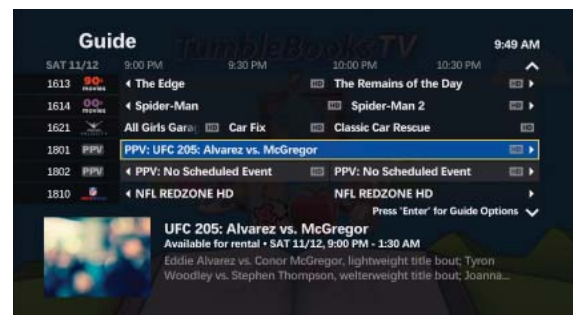 TumbleBooksTV
Guide
9:49 AM
SAT 11/12 9:00 PM 9:30 PM 10:00 PM 10:30 PM
1613 90s movies The Edge HD The Remains of the Day HD
1614 00s movies Spider-Man HD Spider-Man 2 HD
1621 All Girls Gara HD Car Fix HD Classic Car Rescue HD
1801 PPV PPV: UFC 205: Alvarez vs. McGregor HD
1802 PPV PPV: No Scheduled Event HD PPV: No Scheduled Event HD
1810 NFL REDZONE HD NFL REDZONE HD
Press 'Enter' for Guide Options
UFC 205: Alvarez vs. McGregor
Available for rental • SAT 11/12, 9:00 PM - 1:30 AM
Eddie Alvarez vs. Conor McGregor, lightweight title bout; Tyron
Woodley vs. Stephen Thompson, welterweight title bout; Joanna...